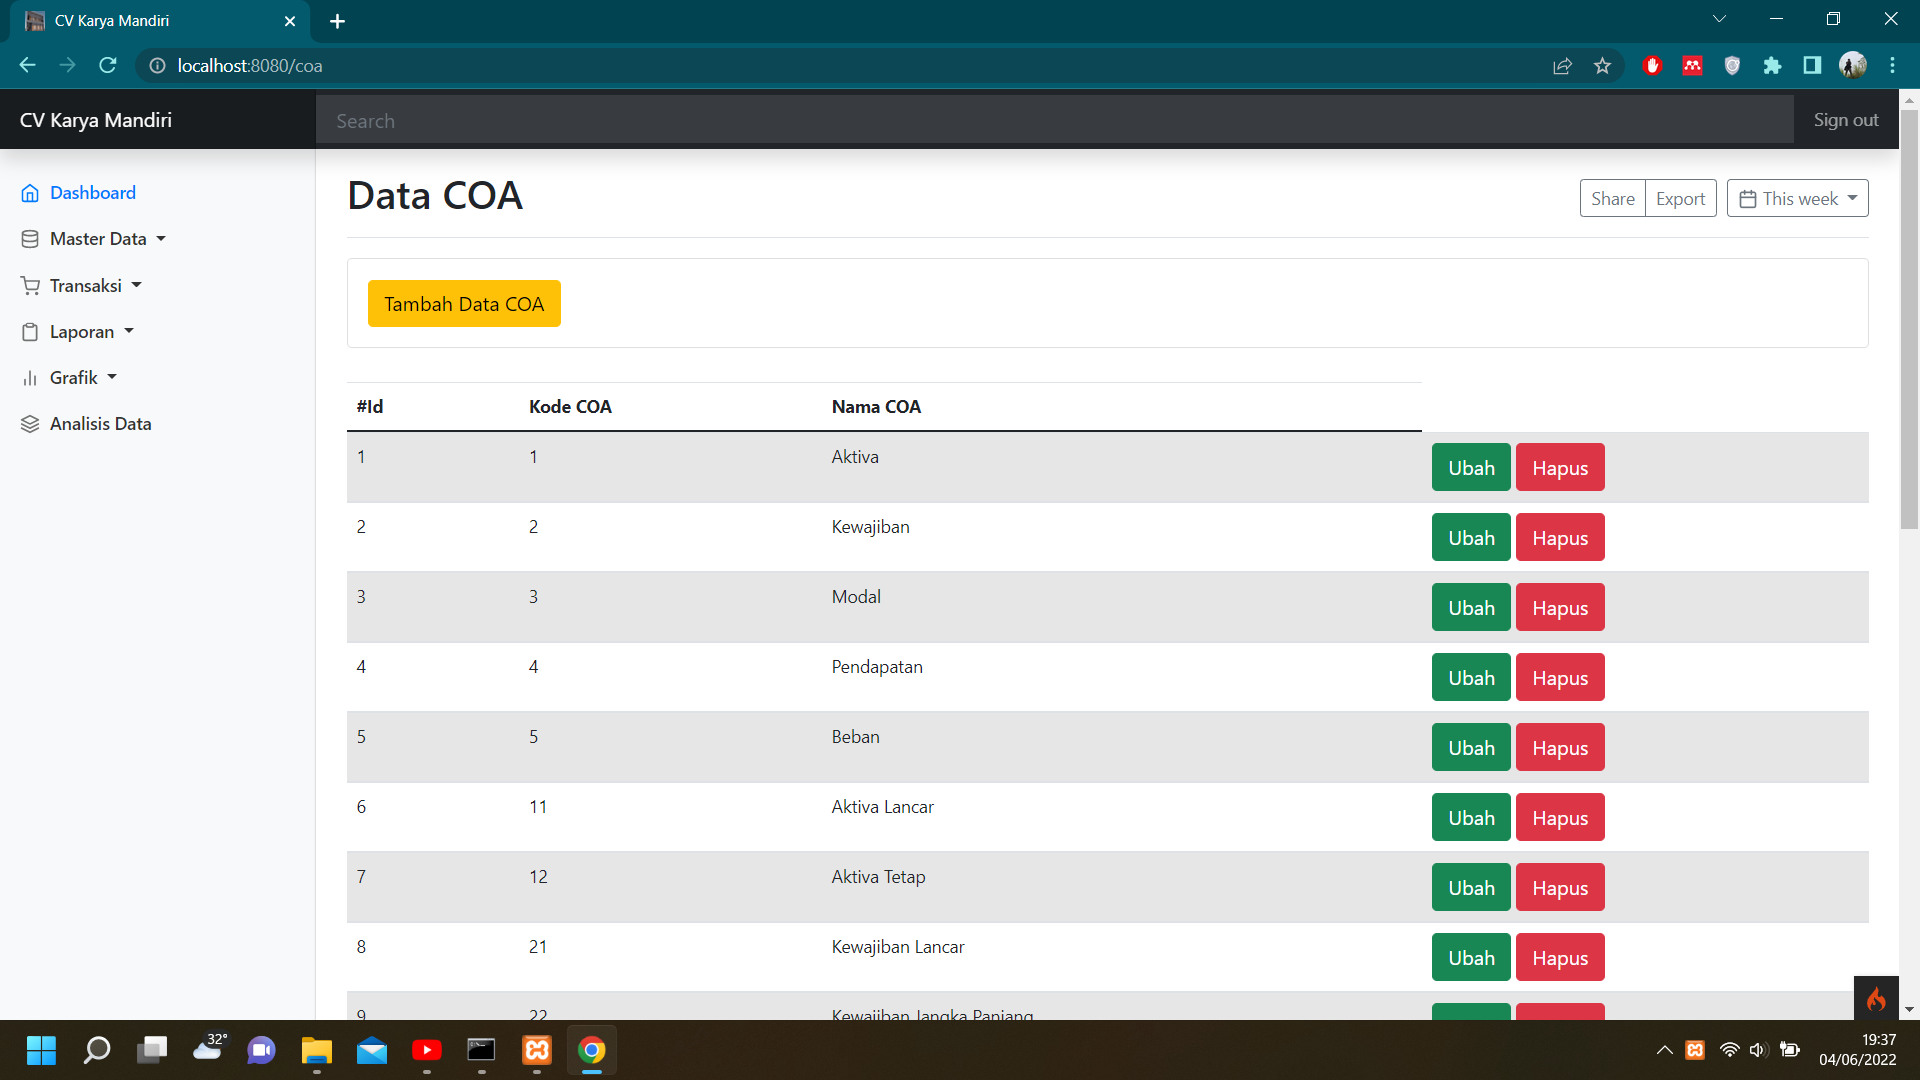 CV Karya Mandiri
localhost:8080/coa
CV Karya Mandiri
Search
Sign out
Dashboard
Master Data
Transaksi
Laporan
Grafik
Analisis Data
Data COA
Share
Export
This week
Tambah Data COA
#Id Kode COA Nama COA
1 1 Aktiva Ubah Hapus
2 2 Kewajiban Ubah Hapus
3 3 Modal Ubah Hapus
4 4 Pendapatan Ubah Hapus
5 5 Beban Ubah Hapus
6 11 Aktiva Lancar Ubah Hapus
7 12 Aktiva Tetap Ubah Hapus
8 21 Kewajiban Lancar Ubah Hapus
9 22 Kewajiban Jangka Panjang
32°
19:37
04/06/2022